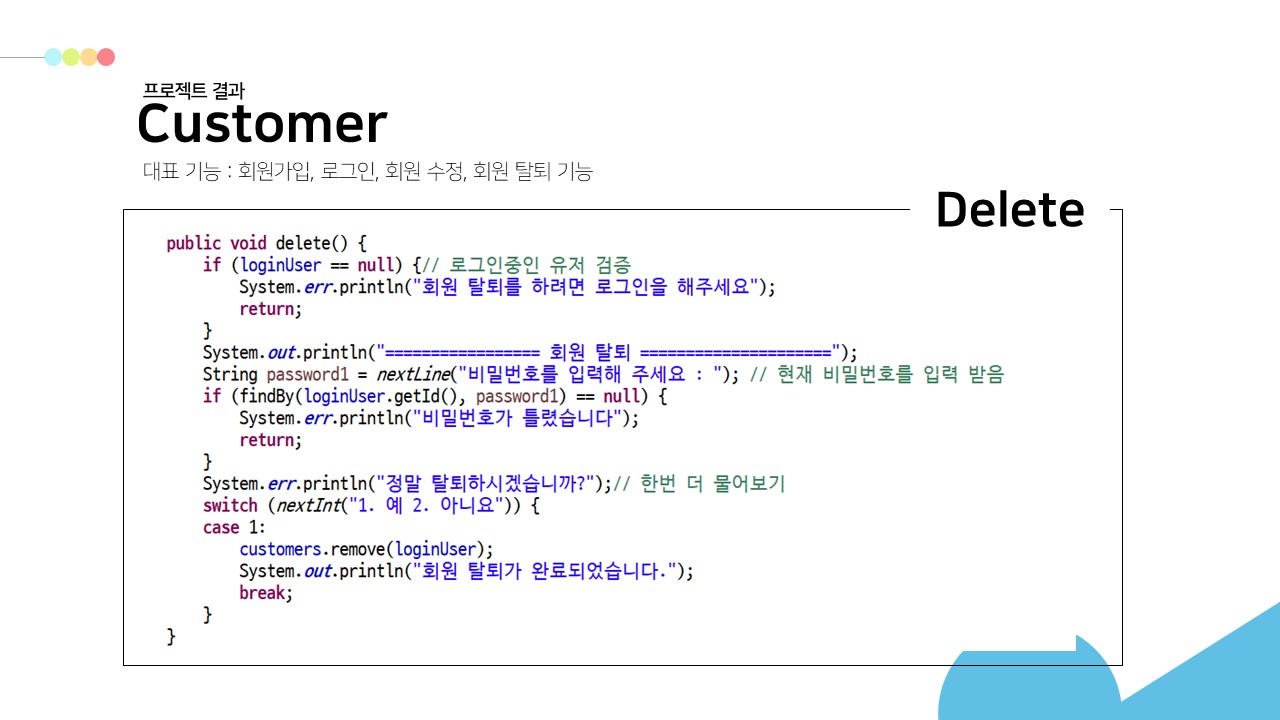 프로젝트 결과
Customer
대표 기능 : 회원가입, 로그인, 회원 수정, 회원 탈퇴 기능
Delete
public void delete() {
    if (loginUser == null) {// 로그인중인 유저 검증
        System.err.println("회원 탈퇴를 하려면 로그인을 해주세요");
        return;
    }
    System.out.println("================= 회원 탈퇴 =====================");
    String password1 = nextLine("비밀번호를 입력해 주세요 : "); // 현재 비밀번호를 입력 받음
    if (findBy(loginUser.getId(), password1) == null) {
        System.err.println("비밀번호가 틀렸습니다");
        return;
    }
    System.err.println("정말 탈퇴하시겠습니까?");// 한번 더 물어보기
    switch (nextInt("1. 예 2. 아니요")) {
    case 1:
        customers.remove(loginUser);
        System.out.println("회원 탈퇴가 완료되었습니다.");
        break;
    }
}